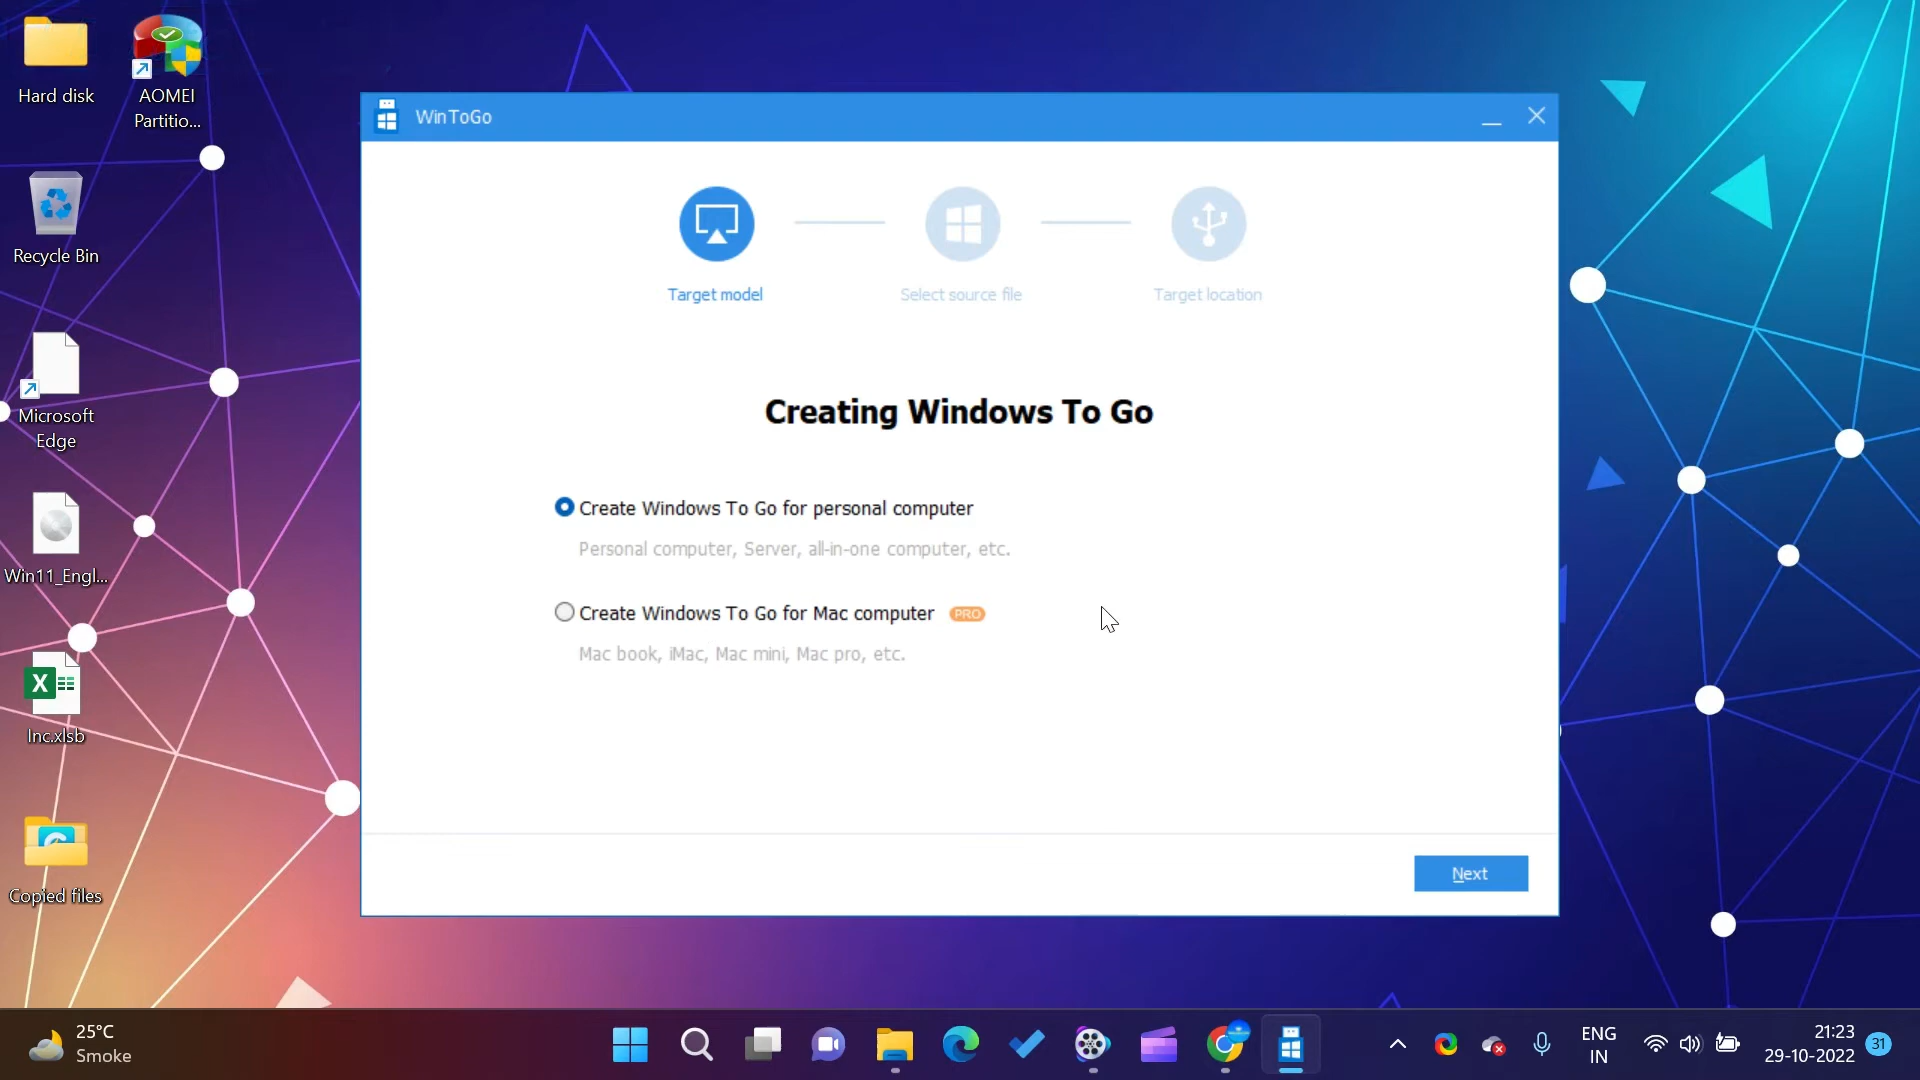 Hard disk
AOMEI
Partitio...
Recycle Bin
Microsoft
Edge
Win11_Engl...
Inc.xlsb
Copied files
WinToGo
Target model
Select source file
Target location
Creating Windows To Go
Create Windows To Go for personal computer
Personal computer, Server, all-in-one computer, etc.
Create Windows To Go for Mac computer PRO
Mac book, iMac, Mac mini, Mac pro, etc.
Next
25°C
Smoke
ENG
IN
21:23
29-10-2022
31